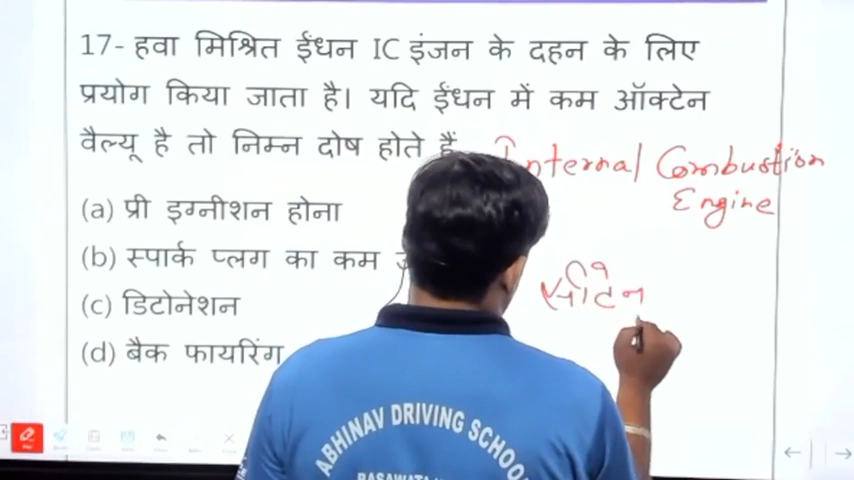 17- हवा मिश्रित ईंधन IC इंजन के दहन के लिए
प्रयोग किया जाता है। यदि ईंधन में कम ऑक्टेन
वैल्यू है तो निम्न दोष होते हैं
Internal Combustion
Engine
(a) प्री इग्नीशन होना
(b) स्पार्क प्लग का कम
सीटेन
(c) डिटोनेशन
(d) बैक फायरिंग
ABHINAV DRIVING SCHOOL